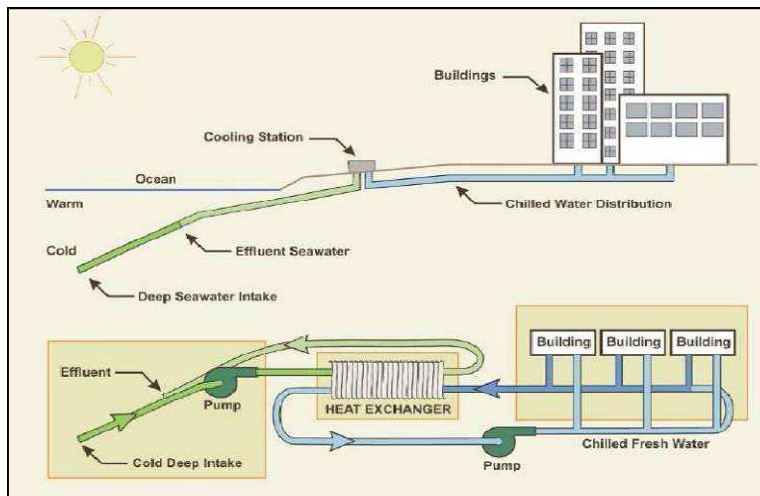 Buildings
Cooling Station
Ocean
Warm
Chilled Water Distribution
Cold
Effluent Seawater
Deep Seawater Intake
Building
Building
Building
Effluent
Pump
HEAT EXCHANGER
Chilled Fresh Water
Cold Deep Intake
Pump